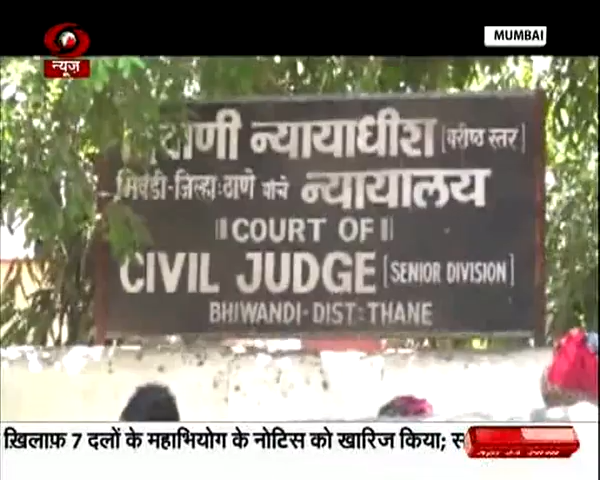 MUMBAI
न्यूज़
न्यायाधीश [वरीष्ठ स्तर]
भिवंडी-जिल्हा:ठाणे यांचे न्यायालय
COURT OF
CIVIL JUDGE [SENIOR DIVISION]
BHIWANDI-DIST:THANE
ख़िलाफ़ 7 दलों के महाभियोग के नोटिस को खारिज किया;